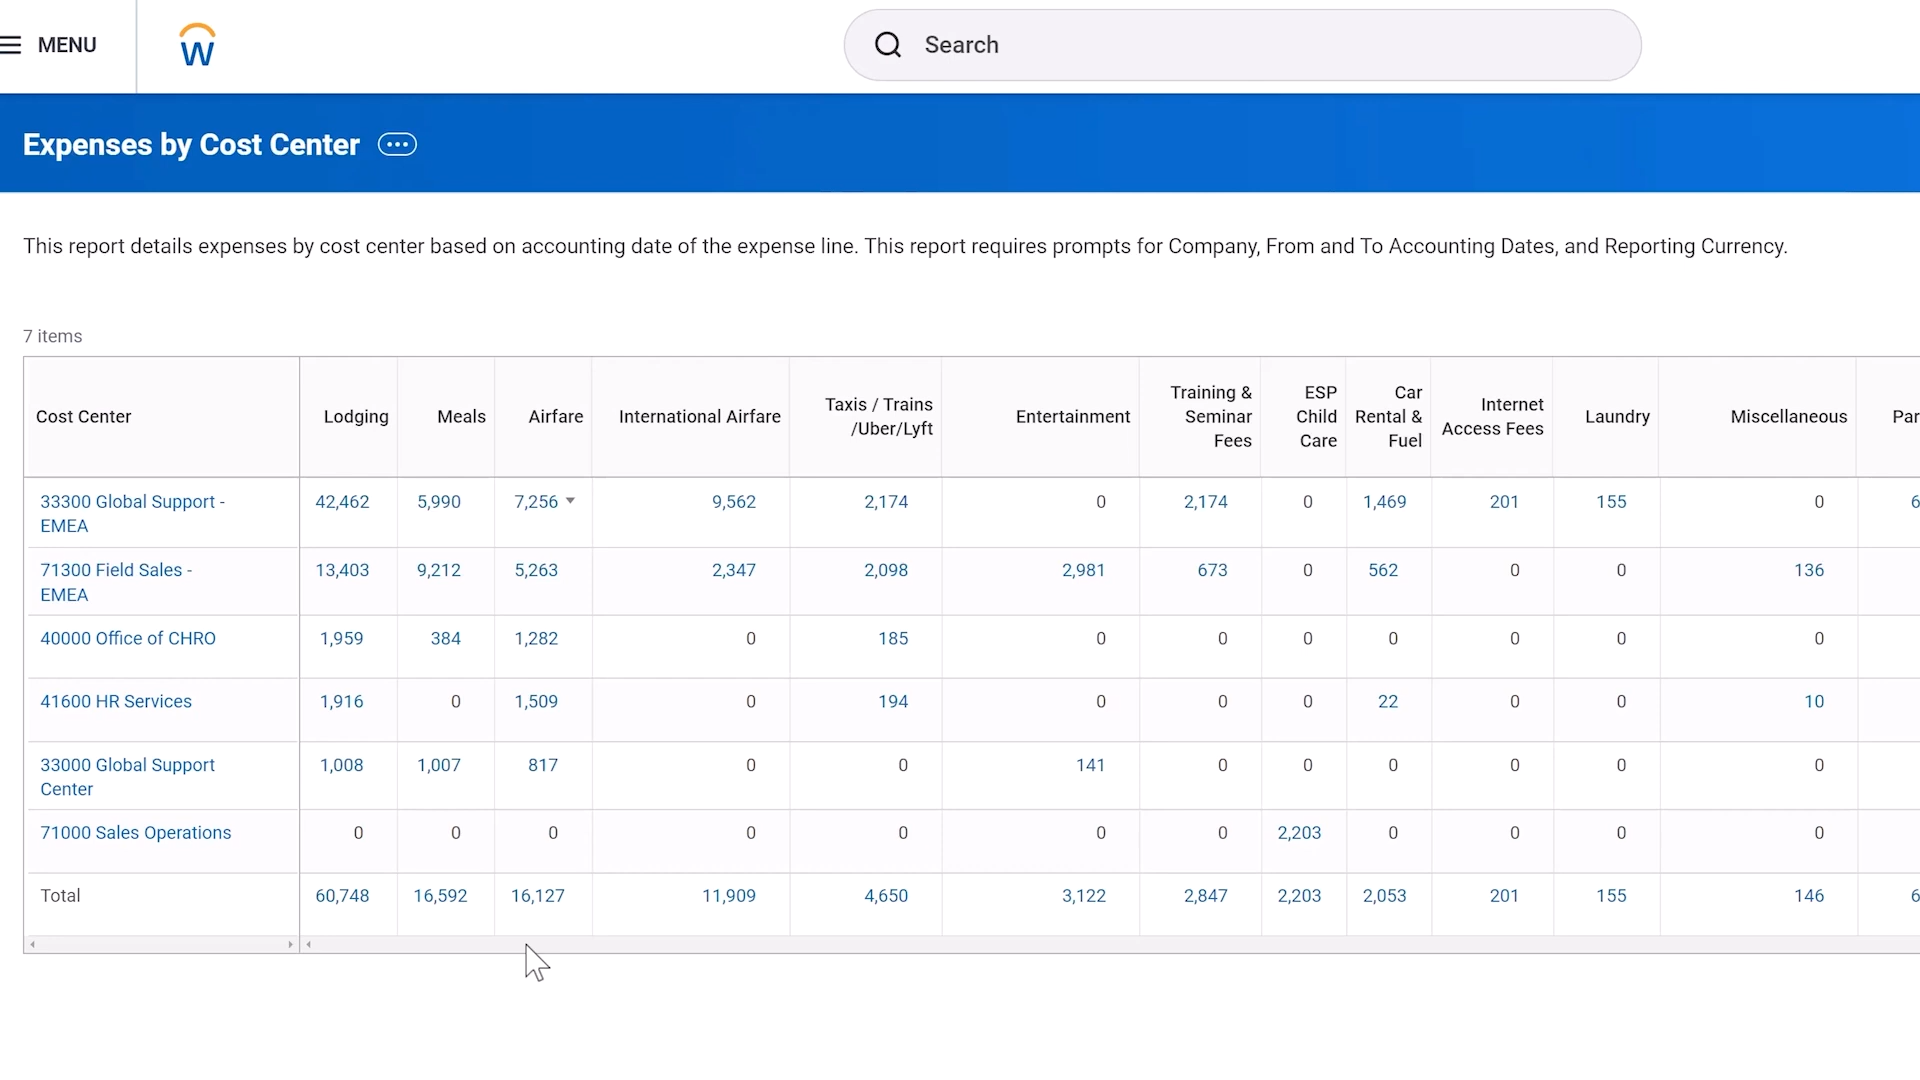 MENU
W
Search
Expenses by Cost Center
This report details expenses by cost center based on accounting date of the expense line. This report requires prompts for Company, From and To Accounting Dates, and Reporting Currency.
7 items
Cost Center Lodging Meals Airfare International Airfare Taxis / Trains /Uber/Lyft Entertainment Training & Seminar Fees ESP Child Care Car Rental & Fuel Internet Access Fees Laundry Miscellaneous
33300 Global Support - EMEA 42,462 5,990 7,256 9,562 2,174 0 2,174 0 1,469 201 155 0
71300 Field Sales - EMEA 13,403 9,212 5,263 2,347 2,098 2,981 673 0 562 0 0 136
40000 Office of CHRO 1,959 384 1,282 0 185 0 0 0 0 0 0 0
41600 HR Services 1,916 0 1,509 0 194 0 0 0 22 0 0 10
33000 Global Support Center 1,008 1,007 817 0 0 141 0 0 0 0 0 0
71000 Sales Operations 0 0 0 0 0 0 0 2,203 0 0 0 0
Total 60,748 16,592 16,127 11,909 4,650 3,122 2,847 2,203 2,053 201 155 146